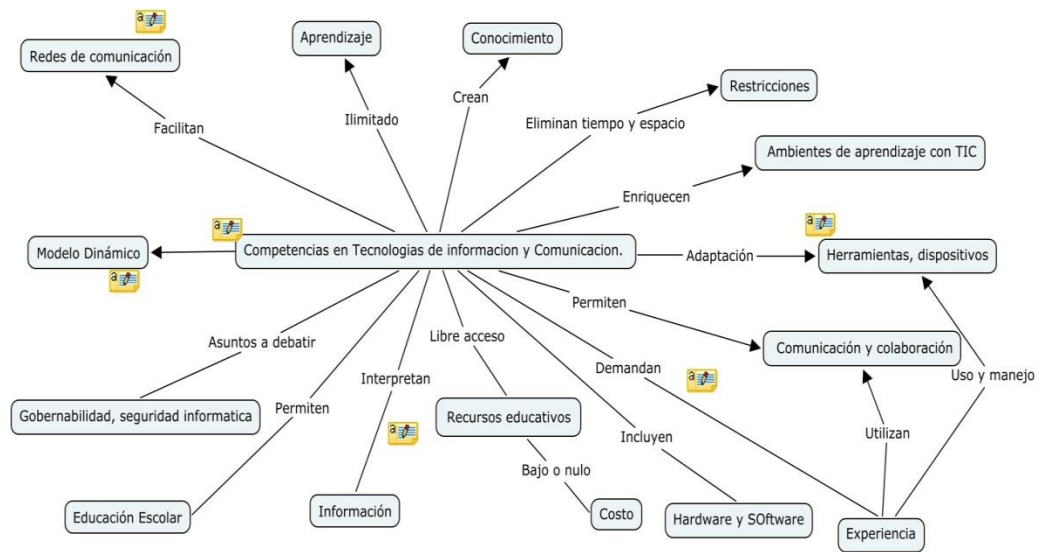 Redes de comunicación
Aprendizaje
Conocimiento
Restricciones
Facilitan
Ilimitado
Crean
Eliminan tiempo y espacio
Ambientes de aprendizaje con TIC
Enriquecen
Modelo Dinámico
Competencias en Tecnologias de informacion y Comunicacion.
Adaptación
Herramientas, dispositivos
Permiten
Asuntos a debatir
Libre acceso
Comunicación y colaboración
Interpretan
Demandan
Uso y manejo
Gobernabilidad, seguridad informatica
Permiten
Recursos educativos
Incluyen
Utilizan
Bajo o nulo
Educación Escolar
Información
Costo
Hardware y SOftware
Experiencia
a
a
a
a
a
a